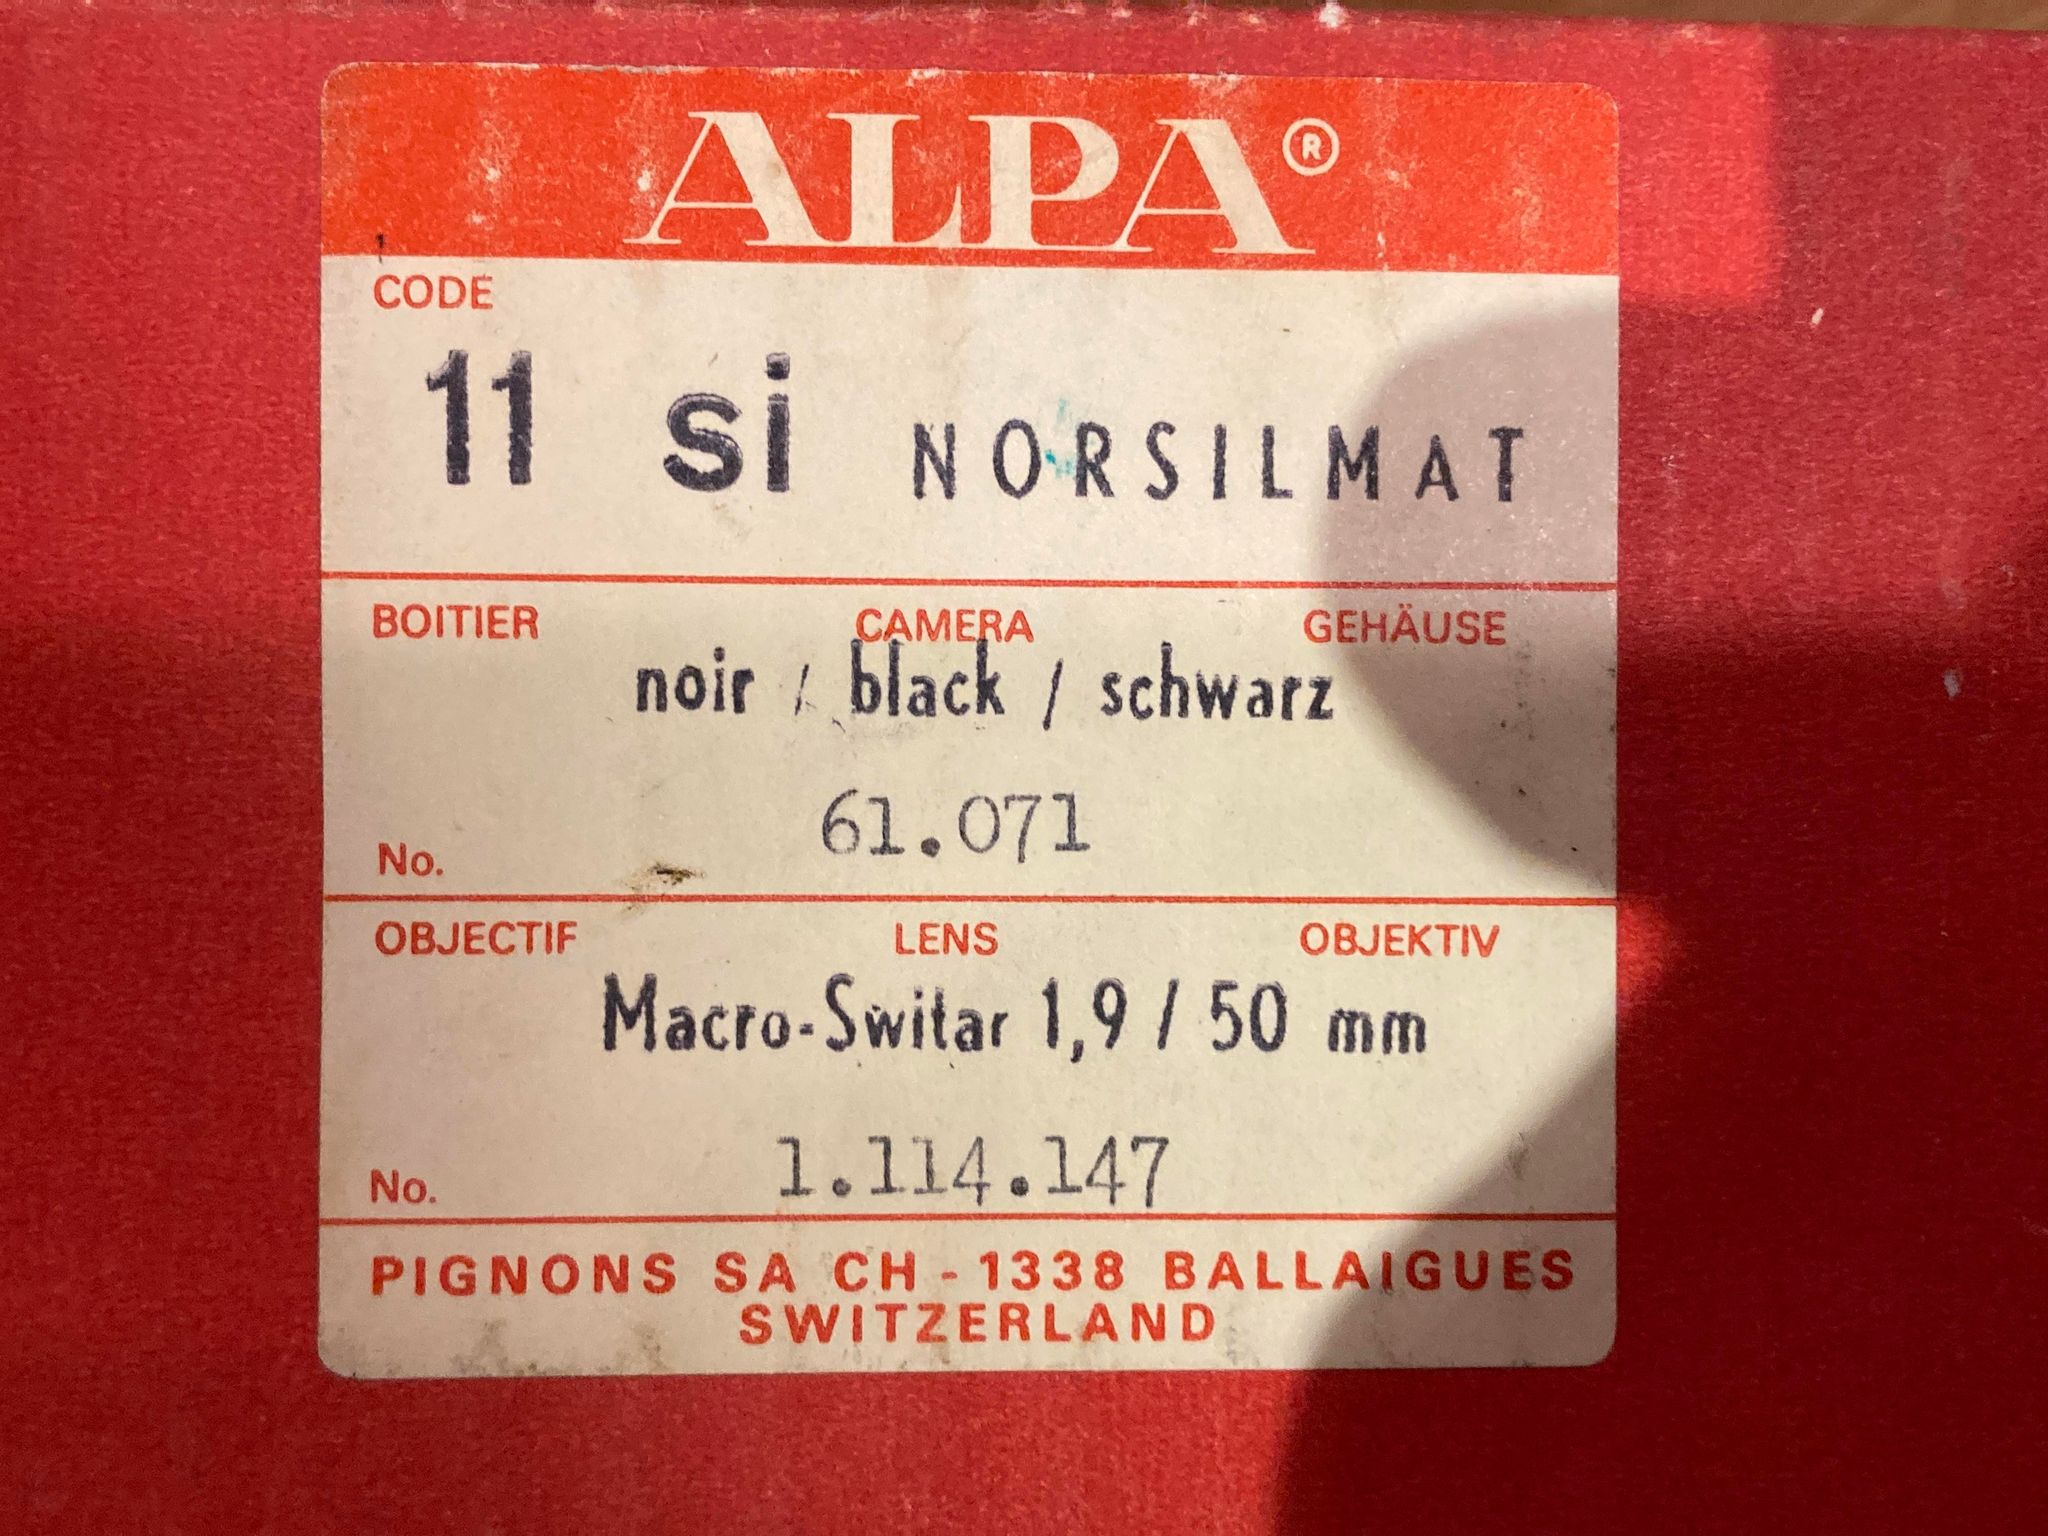 ALPA®
CODE
11 si NORSILMAT
BOITIER CAMERA GEHÄUSE
noir / black / schwarz
No. 61.071
OBJECTIF LENS OBJEKTIV
Macro-Switar 1,9 / 50 mm
No. 1.114.147
PIGNONS SA CH - 1338 BALLAIGUES
SWITZERLAND